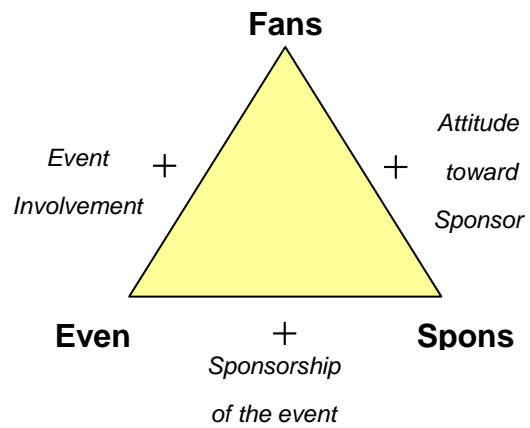 Fans
Event
Involvement
+
+
Attitude
toward
Sponsor
Even
+
Spons
Sponsorship
of the event